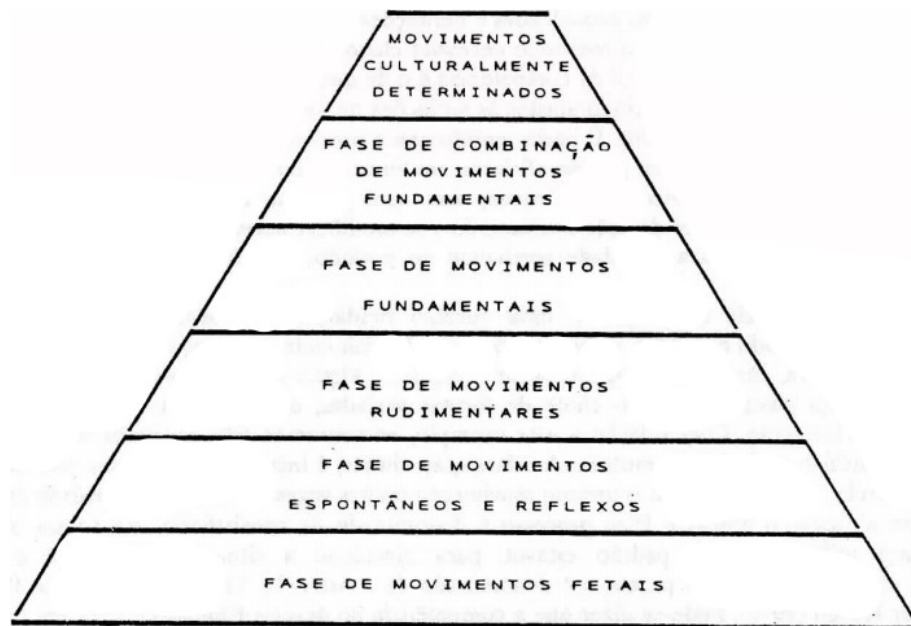 MOVIMENTOS
CULTURALMENTE
DETERMINADOS
FASE DE COMBINAÇÃO
DE MOVIMENTOS
FUNDAMENTAIS
FASE DE MOVIMENTOS
FUNDAMENTAIS
FASE DE MOVIMENTOS
RUDIMENTARES
FASE DE MOVIMENTOS
ESPONTÂNEOS E REFLEXOS
FASE DE MOVIMENTOS FETAIS